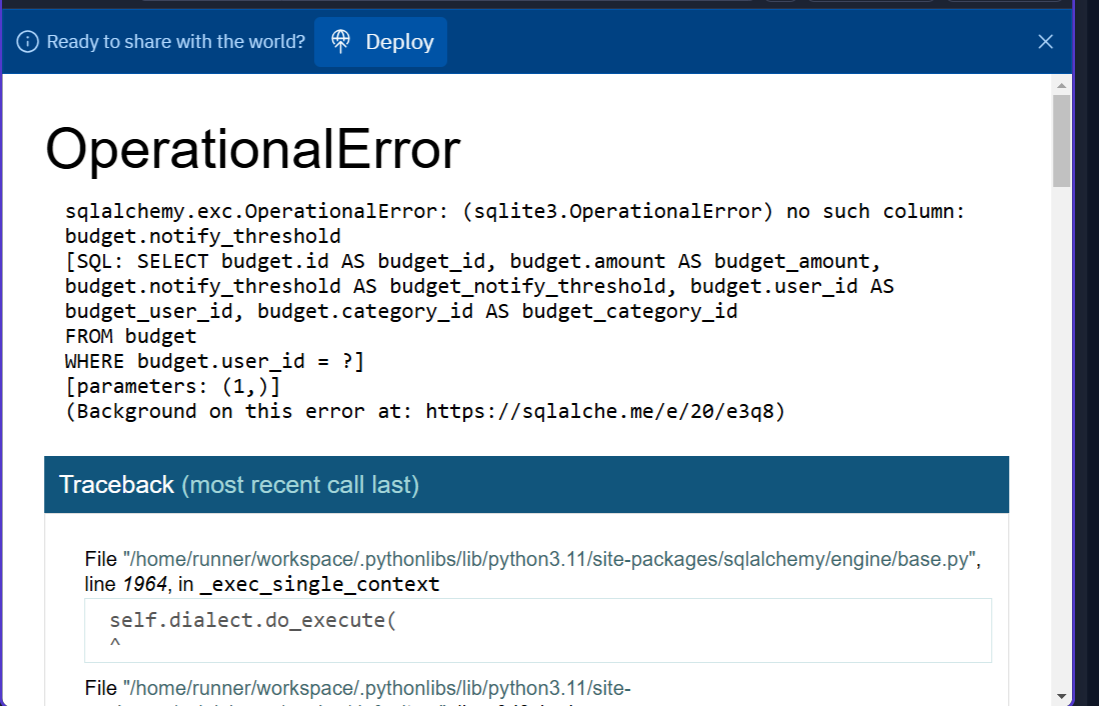 Ready to share with the world? Deploy
OperationalError
sqlalchemy.exc.OperationalError: (sqlite3.OperationalError) no such column:
budget.notify_threshold
[SQL: SELECT budget.id AS budget_id, budget.amount AS budget_amount,
budget.notify_threshold AS budget_notify_threshold, budget.user_id AS
budget_user_id, budget.category_id AS budget_category_id
FROM budget
WHERE budget.user_id = ?]
[parameters: (1,)]
(Background on this error at: https://sqlalche.me/e/20/e3q8)
Traceback (most recent call last)
File "/home/runner/workspace/.pythonlibs/lib/python3.11/site-packages/sqlalchemy/engine/base.py",
line 1964, in _exec_single_context
self.dialect.do_execute(
^
File "/home/runner/workspace/.pythonlibs/lib/python3.11/site-